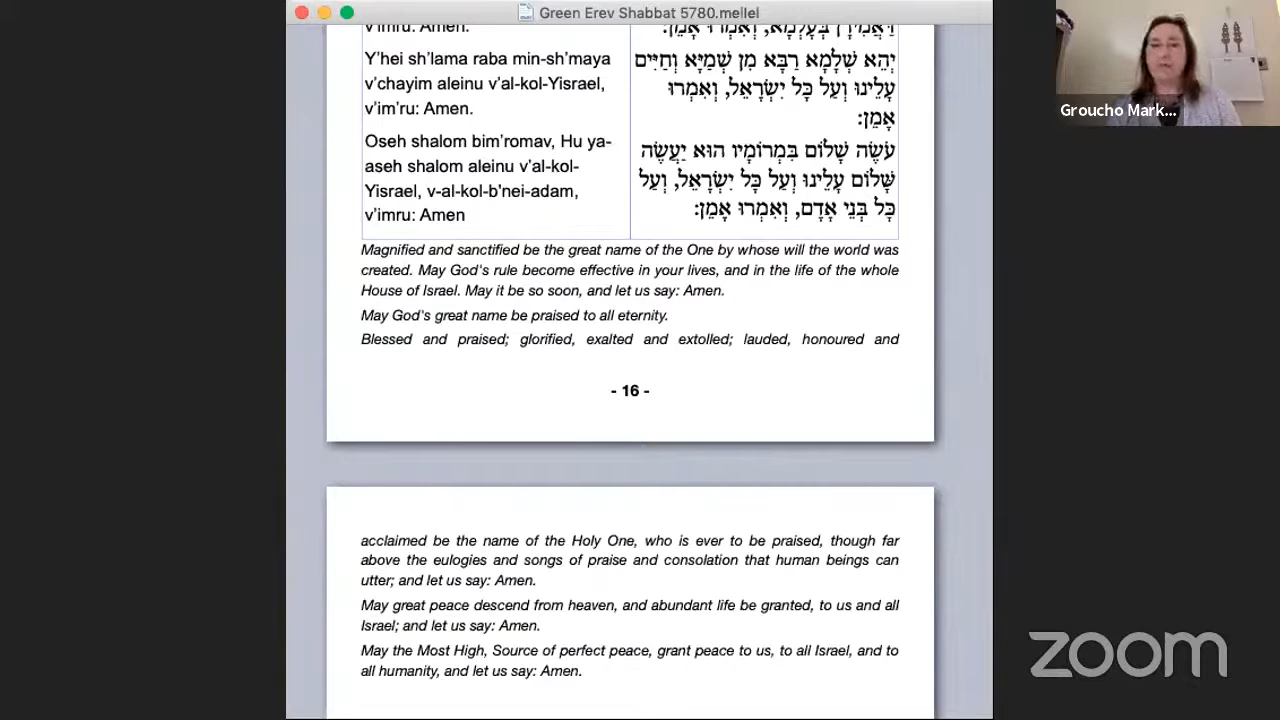 Green Erev Shabbat 5780.mellel
v'im'ru: Amen.
וַאֲמִירָן בְּעָלְמָא, וְאִמְרוּ אָמֵן:
Y'hei sh'lama raba min-sh'maya
v'chayim aleinu v'al-kol-Yisrael,
v'im'ru: Amen.
יְהֵא שְׁלָמָא רַבָּא מִן שְׁמַיָּא וְחַיִּים
עָלֵינוּ וְעַל כָּל יִשְׂרָאֵל, וְאִמְרוּ
אָמֵן:
Oseh shalom bim'romav, Hu ya-
aseh shalom aleinu v'al-kol-
Yisrael, v-al-kol-b'nei-adam,
v'imru: Amen
עֹשֶׂה שָׁלוֹם בִּמְרוֹמָיו הוּא יַעֲשֶׂה
שָׁלוֹם עָלֵינוּ וְעַל כָּל יִשְׂרָאֵל, וְעַל
כָּל בְּנֵי אָדָם, וְאִמְרוּ אָמֵן:
Magnified and sanctified be the great name of the One by whose will the world was
created. May God's rule become effective in your lives, and in the life of the whole
House of Israel. May it be so soon, and let us say: Amen.
May God's great name be praised to all eternity.
Blessed and praised; glorified, exalted and extolled; lauded, honoured and
- 16 -
acclaimed be the name of the Holy One, who is ever to be praised, though far
above the eulogies and songs of praise and consolation that human beings can
utter; and let us say: Amen.
May great peace descend from heaven, and abundant life be granted, to us and all
Israel; and let us say: Amen.
May the Most High, Source of perfect peace, grant peace to us, to all Israel, and to
all humanity, and let us say: Amen.
Groucho Mark...
zoom